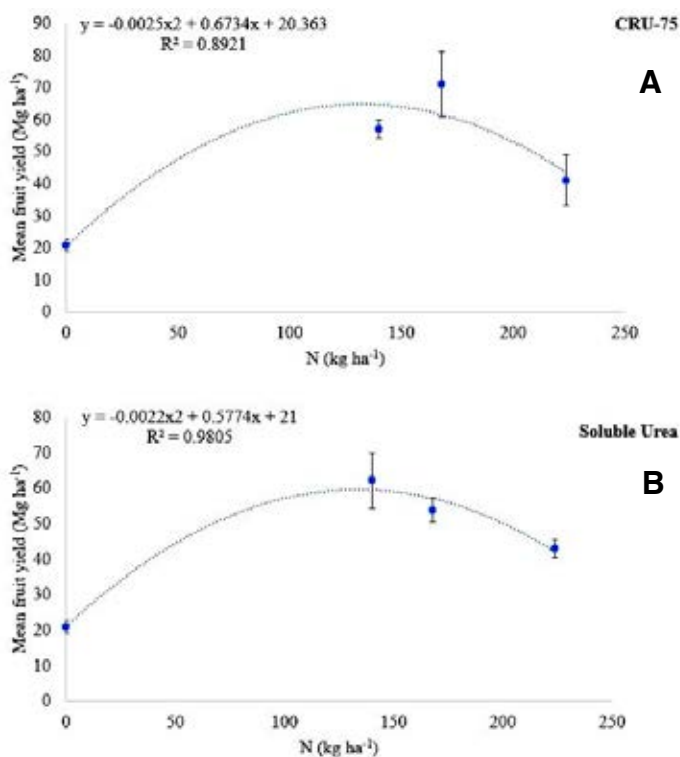 y = -0.0025x2 + 0.6734x + 20.363
R² = 0.8921
CRU-75
A
Mean fruit yield (Mg ha⁻¹)
90
80
70
60
50
40
30
20
10
0
0 50 100 150 200 250
N (kg ha⁻¹)
y = -0.0022x2 + 0.5774x + 21
R² = 0.9805
Soluble Urea
B
Mean fruit yield (Mg ha⁻¹)
80
70
60
50
40
30
20
10
0
0 50 100 150 200 250
N (kg ha⁻¹)